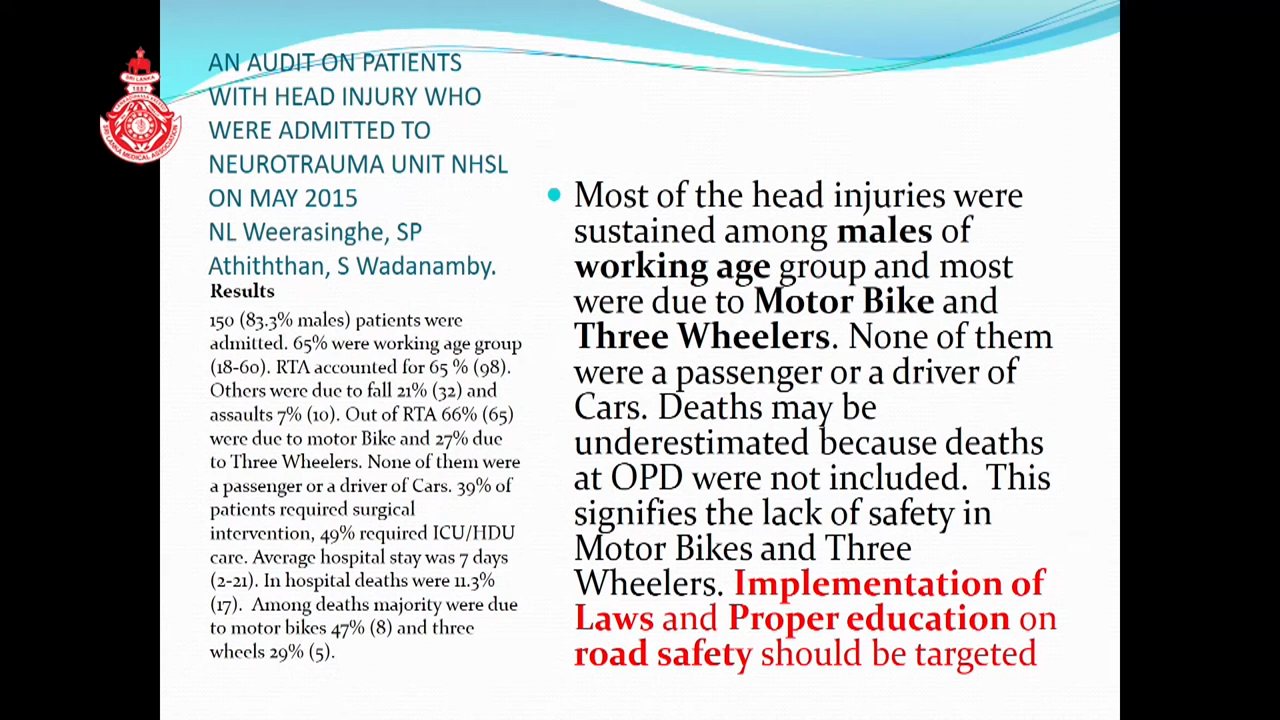 AN AUDIT ON PATIENTS
WITH HEAD INJURY WHO
WERE ADMITTED TO
NEUROTRAUMA UNIT NHSL
ON MAY 2015
NL Weerasinghe, SP
Athiththan, S Wadanamby.
Results
150 (83.3% males) patients were
admitted. 65% were working age group
(18-60). RTA accounted for 65 % (98).
Others were due to fall 21% (32) and
assaults 7% (10). Out of RTA 66% (65)
were due to motor Bike and 27% due
to Three Wheelers. None of them were
a passenger or a driver of Cars. 39% of
patients required surgical
intervention, 49% required ICU/HDU
care. Average hospital stay was 7 days
(2-21). In hospital deaths were 11.3%
(17).  Among deaths majority were due
to motor bikes 47% (8) and three
wheels 29% (5).
• Most of the head injuries were
sustained among males of
working age group and most
were due to Motor Bike and
Three Wheelers. None of them
were a passenger or a driver of
Cars. Deaths may be
underestimated because deaths
at OPD were not included.  This
signifies the lack of safety in
Motor Bikes and Three
Wheelers. Implementation of
Laws and Proper education on
road safety should be targeted
SRI LANKA
1887
SRI LANKA MEDICAL ASSOCIATION